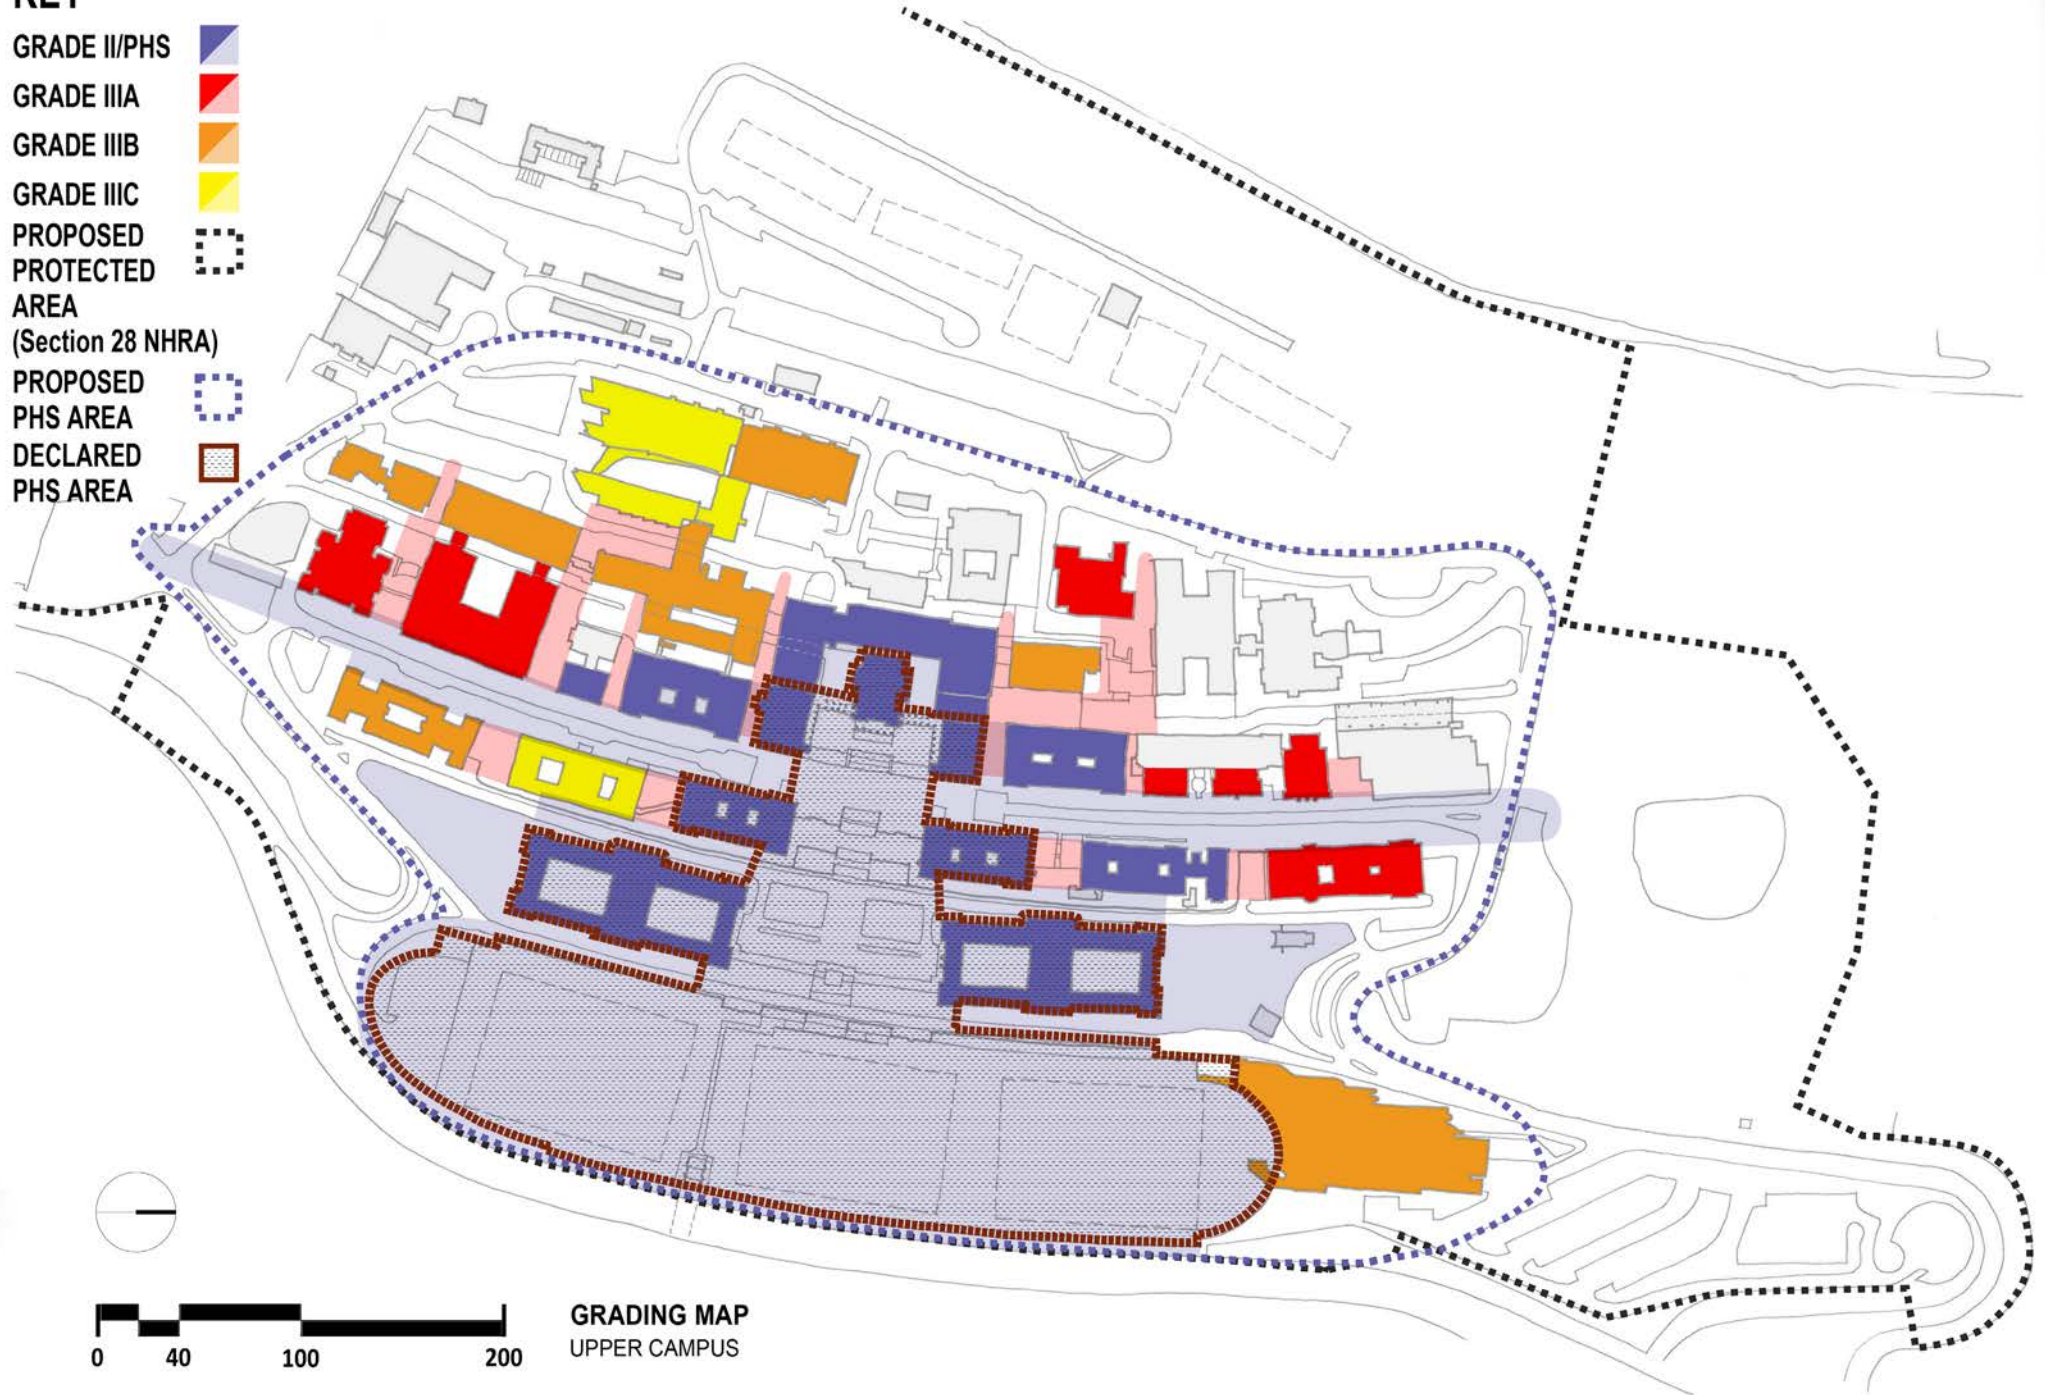 KEY
GRADE II/PHS
GRADE IIIA
GRADE IIIB
GRADE IIIC
PROPOSED
PROTECTED
AREA
(Section 28 NHRA)
PROPOSED
PHS AREA
DECLARED
PHS AREA
0 40 100 200
GRADING MAP
UPPER CAMPUS